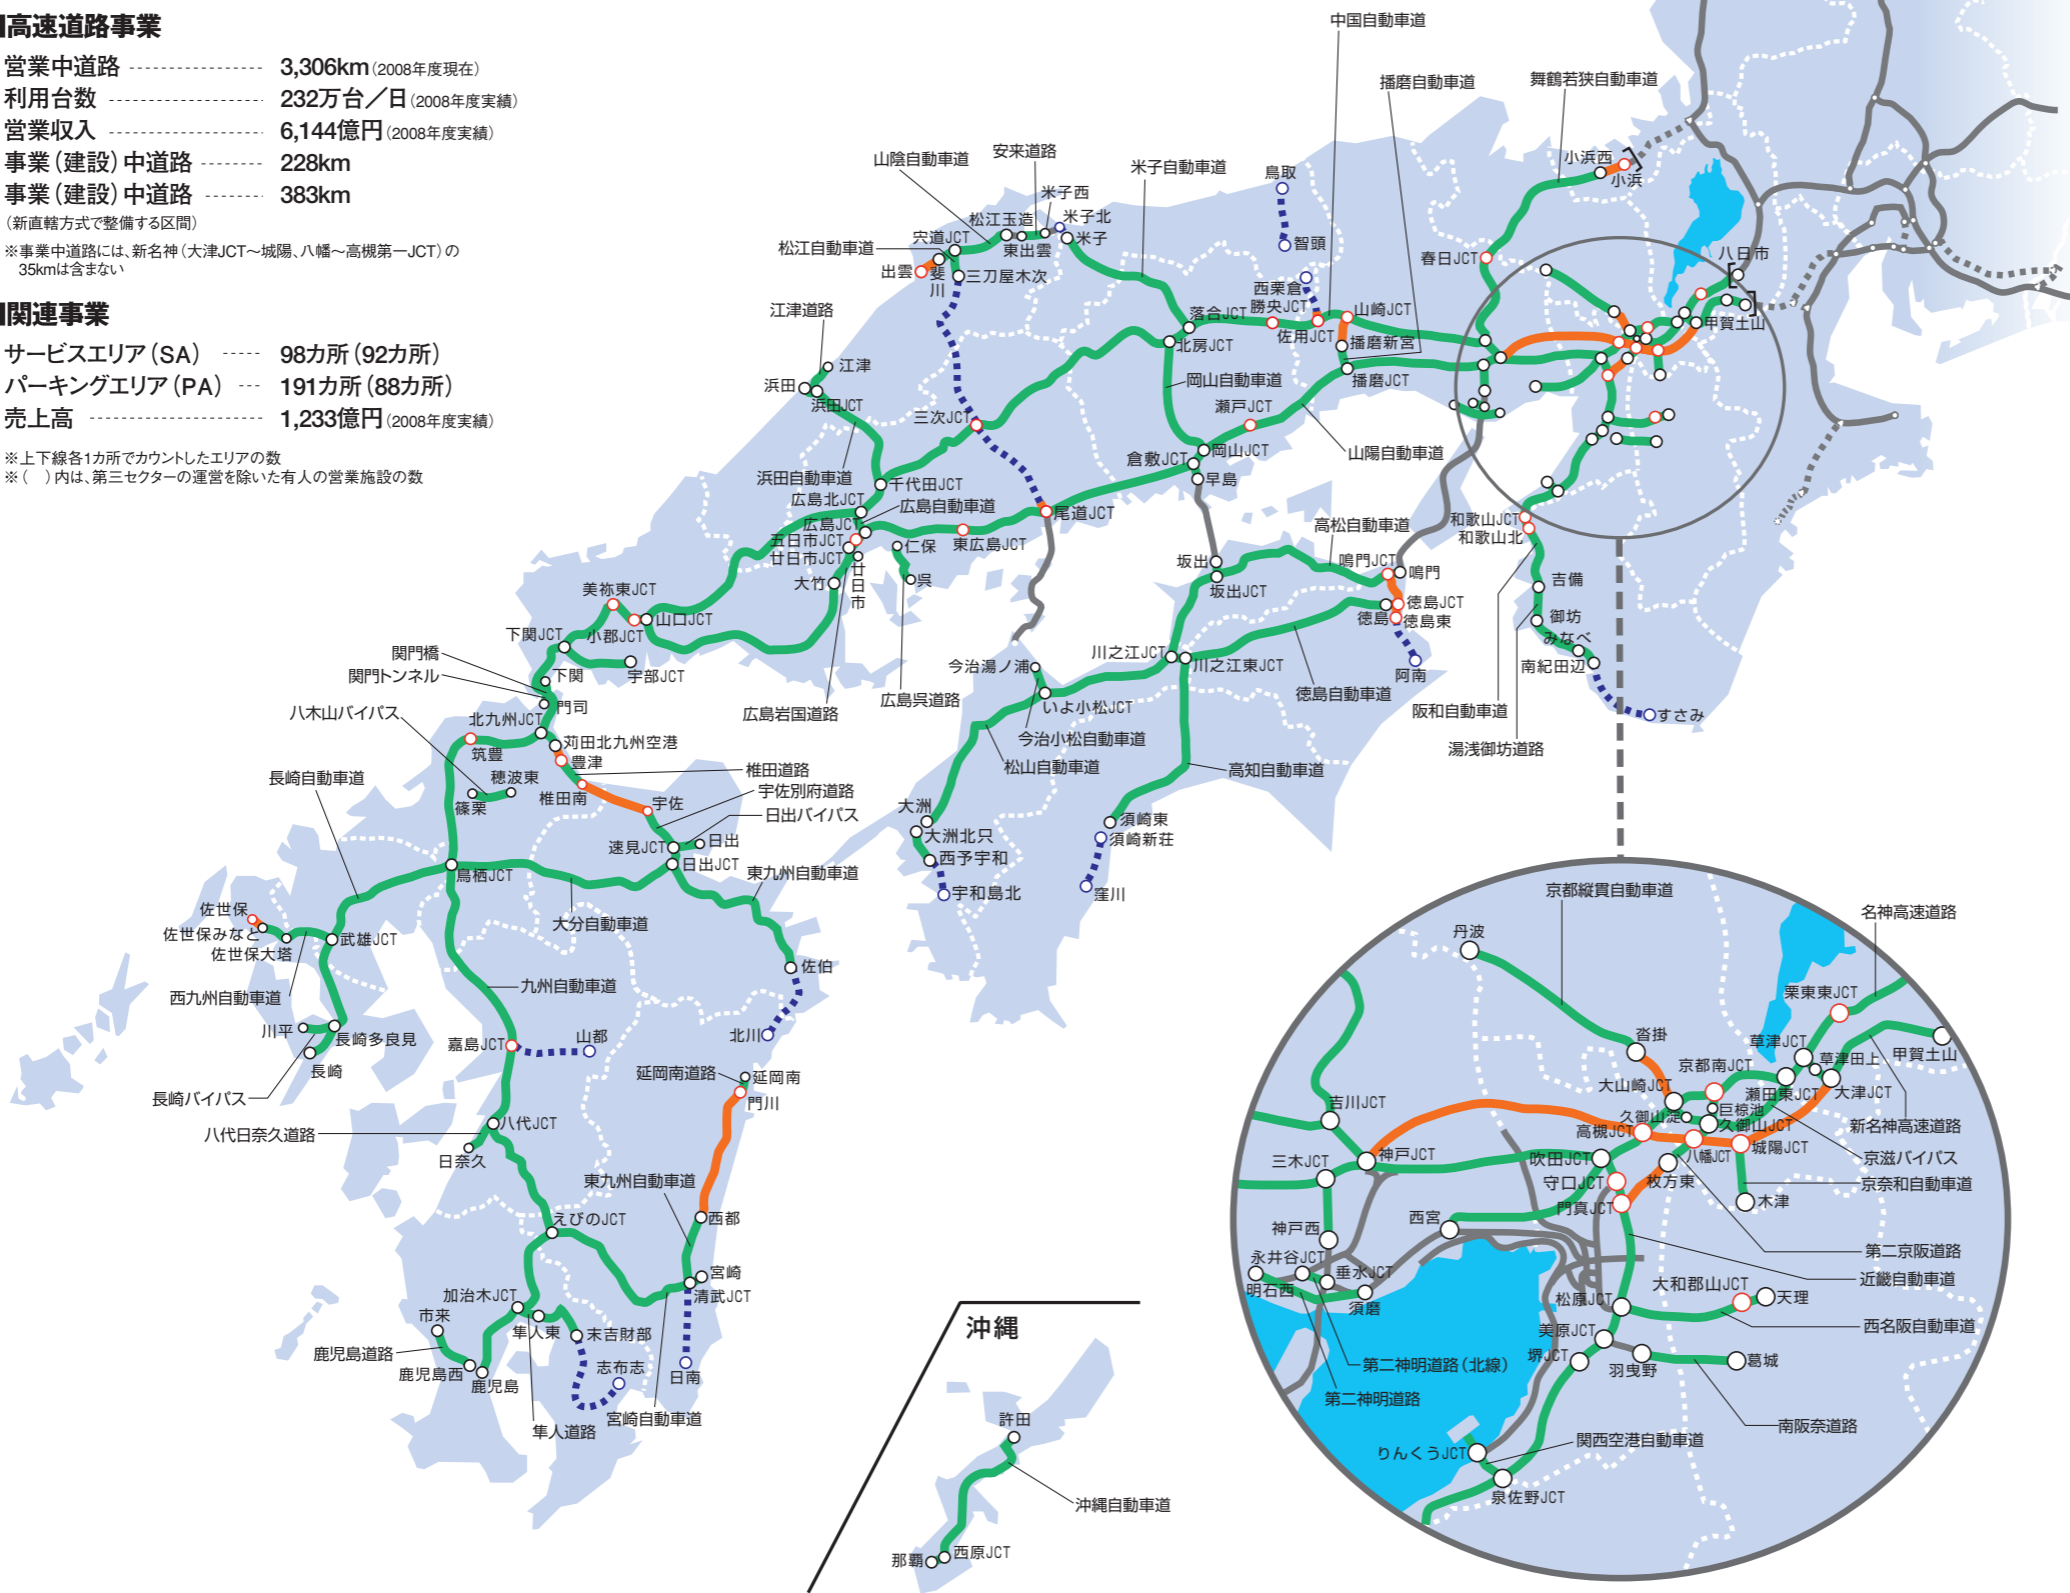 高速道路事業
営業中道路 3,306km(2008年度現在)
利用台数 232万台／日(2008年度実績)
営業収入 6,144億円(2008年度実績)
事業(建設)中道路 228km
事業(建設)中道路 383km
(新直轄方式で整備する区間)
※事業中道路には、新名神(大津JCT〜城陽、八幡〜高槻第一JCT)の
35kmは含まない
関連事業
サービスエリア(SA) 98カ所(92カ所)
パーキングエリア(PA) 191カ所(88カ所)
売上高 1,233億円(2008年度実績)
※上下線各1カ所でカウントしたエリアの数
※(　)内は、第三セクターの運営を除いた有人の営業施設の数
中国自動車道
播磨自動車道
舞鶴若狭自動車道
山陰自動車道
安来道路
米子自動車道
鳥取
小浜西
小浜
米子西
米子北
松江玉造
東出雲
米子
宍道JCT
松江自動車道
出雲
斐川
三刀屋木次
智頭
西粟倉
春日JCT
八日市
甲賀土山
江津道路
江津
浜田
浜田JCT
落合JCT
勝央JCT
佐用JCT
山崎JCT
播磨新宮
播磨JCT
北房JCT
岡山自動車道
瀬戸JCT
山陽自動車道
三次JCT
浜田自動車道
千代田JCT
広島北JCT
広島自動車道
広島JCT
五日市JCT
廿日市JCT
廿日市
大竹
仁保
呉
東広島JCT
尾道JCT
倉敷JCT
岡山JCT
早島
高松自動車道
坂出
坂出JCT
鳴門JCT
鳴門
徳島
徳島JCT
徳島東
阿南
和歌山JCT
和歌山北
吉備
御坊
みなべ
南紀田辺
すさみ
阪和自動車道
湯浅御坊道路
美祢東JCT
山口JCT
小郡JCT
下関JCT
宇部JCT
関門橋
関門トンネル
下関
門司
広島岩国道路
広島呉道路
今治湯ノ浦
川之江JCT
川之江東JCT
いよ小松JCT
今治小松自動車道
徳島自動車道
松山自動車道
高知自動車道
大洲
大洲北只
西予宇和
宇和島北
須崎東
須崎新荘
窪川
八木山バイパス
北九州JCT
苅田北九州空港
豊津
筑豊
穂波東
篠栗
椎田南
椎田道路
宇佐別府道路
日出バイパス
宇佐
速見JCT
日出
日出JCT
長崎自動車道
鳥栖JCT
東九州自動車道
大分自動車道
佐世保
佐世保みなと
佐世保大塔
武雄JCT
西九州自動車道
九州自動車道
佐伯
北川
川平
長崎多良見
長崎
長崎バイパス
嘉島JCT
山都
延岡南道路
延岡南
門川
八代JCT
八代日奈久道路
日奈久
東九州自動車道
西都
えびのJCT
宮崎
清武JCT
加治木JCT
市来
隼人東
末吉財部
鹿児島道路
鹿児島西
鹿児島
志布志
日南
宮崎自動車道
隼人道路
沖縄
許田
沖縄自動車道
那覇
西原JCT
京都縦貫自動車道
名神高速道路
丹波
栗東東JCT
沓掛
草津JCT
草津田上
甲賀土山
京都南JCT
大山崎JCT
瀬田東JCT
大津JCT
吉川JCT
久御山淀
巨椋池
久御山JCT
新名神高速道路
高槻JCT
城陽JCT
八幡JCT
京滋バイパス
三木JCT
神戸JCT
吹田JCT
枚方東
守口JCT
京奈和自動車道
門真JCT
木津
西宮
神戸西
第二京阪道路
永井谷JCT
垂水JCT
明石西
須磨
近畿自動車道
大和郡山JCT
天理
松原JCT
西名阪自動車道
美原JCT
堺JCT
羽曳野
葛城
第二神明道路(北線)
第二神明道路
南阪奈道路
関西空港自動車道
りんくうJCT
泉佐野JCT